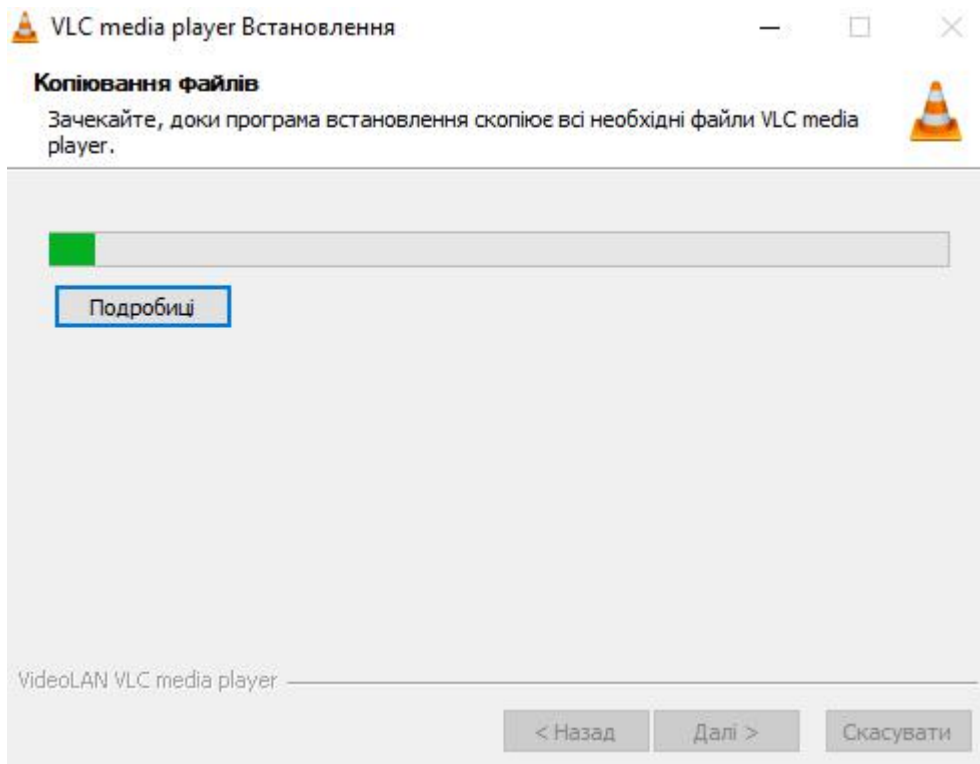 VLC media player Встановлення
Копіювання файлів
Зачекайте, доки програма встановлення скопіює всі необхідні файли VLC media
player.
Подробиці
VideoLAN VLC media player
< Назад Далі > Скасувати